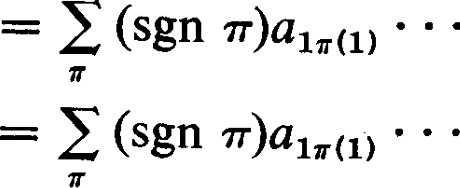 = ∑_π (sgn π)a_{1π(1)} · · ·
= ∑_π (sgn π)a_{1π(1)} · · ·